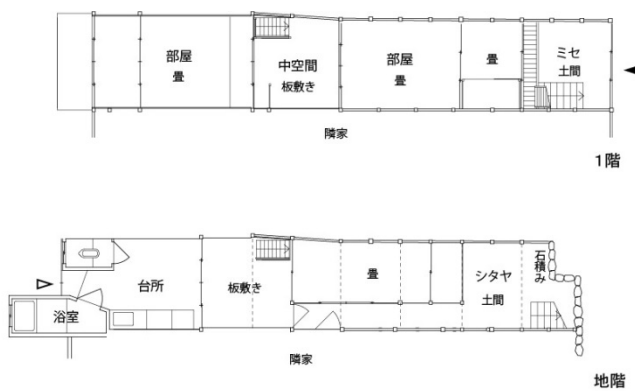 部屋
畳
中空間
板敷き
部屋
畳
畳
ミセ
土間
隣家
1階
台所
板敷き
畳
シタヤ
土間
石積み
浴室
隣家
地階